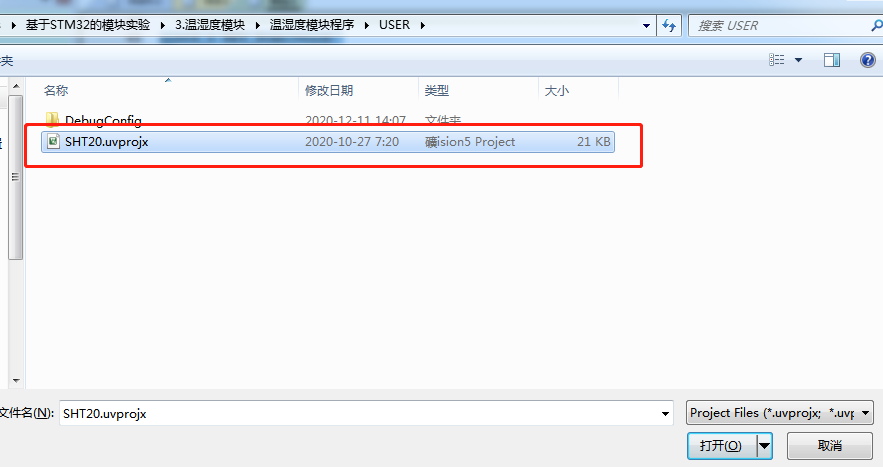 基于STM32的模块实验 3.温湿度模块 温湿度模块程序 USER 搜索 USER
夹
名称 修改日期 类型 大小
DebugConfig 2020-12-11 14:07 文件夹
SHT20.uvprojx 2020-10-27 7:20 礦ision5 Project 21 KB
文件名(N): SHT20.uvprojx Project Files (*.uvprojx; *.uvp
打开(O) 取消